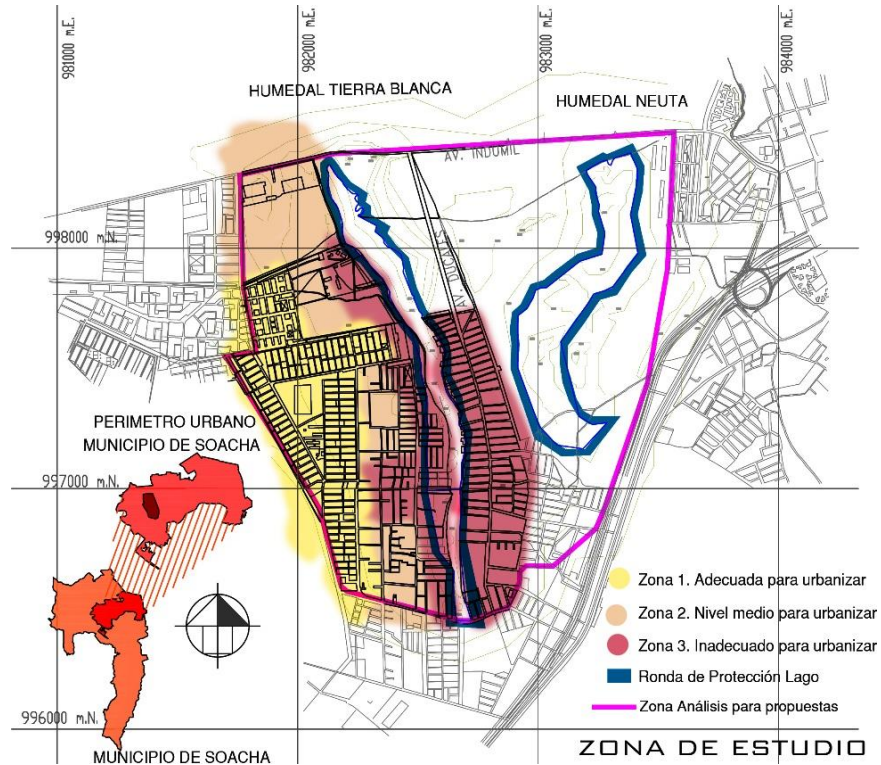 981000 m.E.
982000 m.E.
983000 m.E.
984000 m.E.
HUMEDAL TIERRA BLANCA
HUMEDAL NEUTA
AV. INDUMIL
998000 m.N.
AV. DUCALES
PERIMETRO URBANO
MUNICIPIO DE SOACHA
997000 m.N.
Zona 1. Adecuada para urbanizar
Zona 2. Nivel medio para urbanizar
Zona 3. Inadecuado para urbanizar
Ronda de Protección Lago
Zona Análisis para propuestas
996000 m.N.
MUNICIPIO DE SOACHA
ZONA DE ESTUDIO